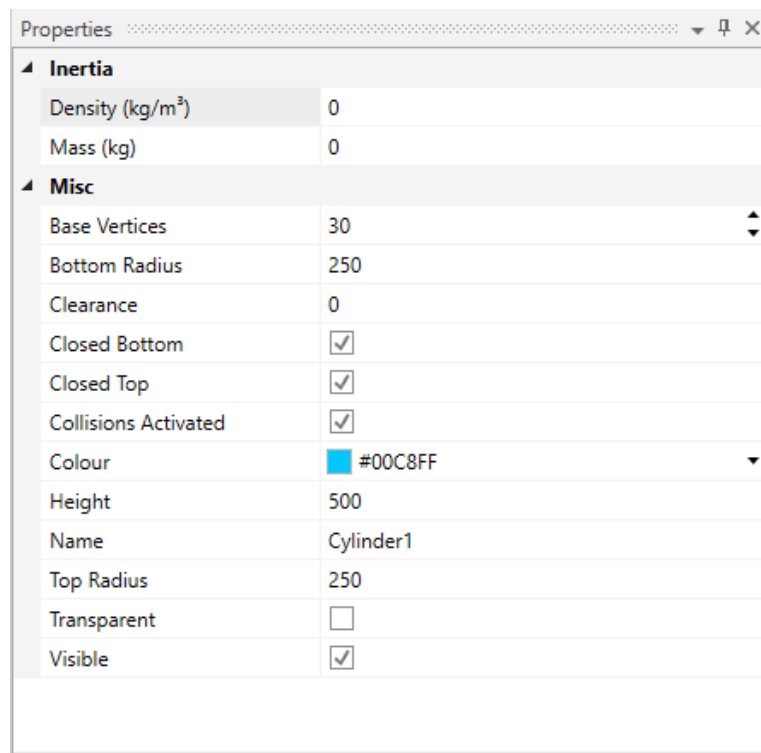 Properties
Inertia
Density (kg/m³) 0
Mass (kg) 0
Misc
Base Vertices 30
Bottom Radius 250
Clearance 0
Closed Bottom
Closed Top
Collisions Activated
Colour #00C8FF
Height 500
Name Cylinder1
Top Radius 250
Transparent
Visible